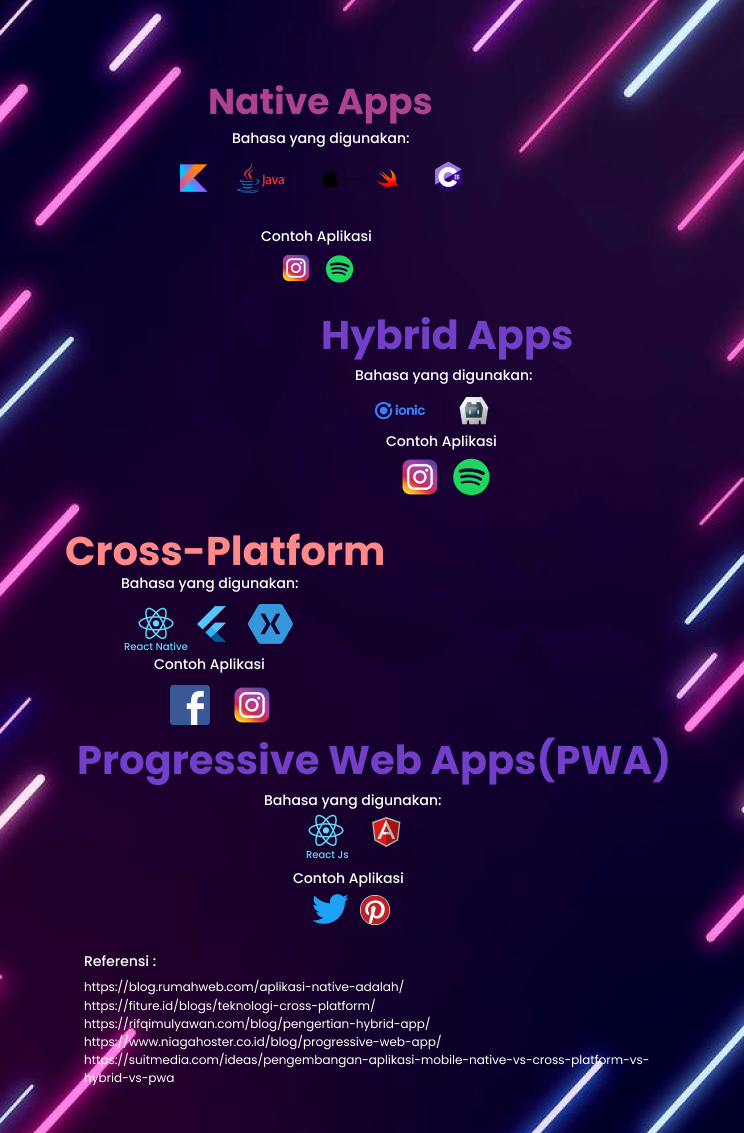 Native Apps
Bahasa yang digunakan:
Java
Contoh Aplikasi
Hybrid Apps
Bahasa yang digunakan:
ionic
Contoh Aplikasi
Cross-Platform
Bahasa yang digunakan:
React Native
Contoh Aplikasi
Progressive Web Apps(PWA)
Bahasa yang digunakan:
React Js
Contoh Aplikasi
Referensi :
https://blog.rumahweb.com/aplikasi-native-adalah/
https://fiture.id/blogs/teknologi-cross-platform/
https://rifqimulyawan.com/blog/pengertian-hybrid-app/
https://www.niagahoster.co.id/blog/progressive-web-app/
https://suitmedia.com/ideas/pengembangan-aplikasi-mobile-native-vs-cross-platform-vs-
hybrid-vs-pwa